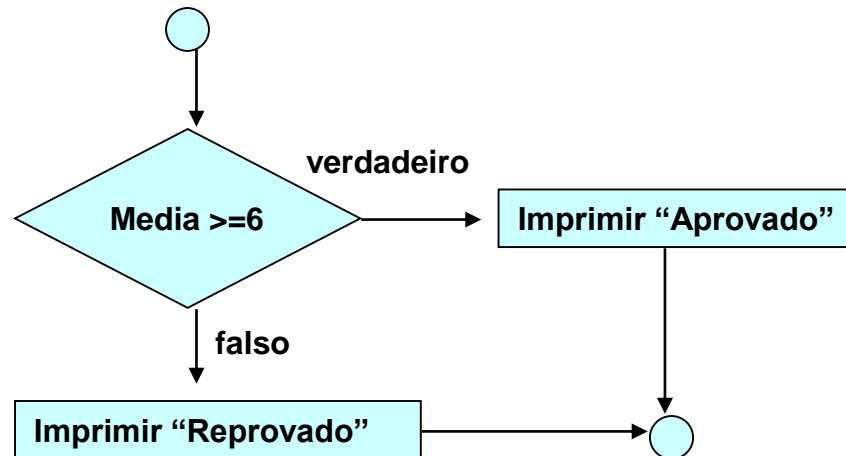 verdadeiro
Media >=6
Imprimir “Aprovado”
falso
Imprimir “Reprovado”